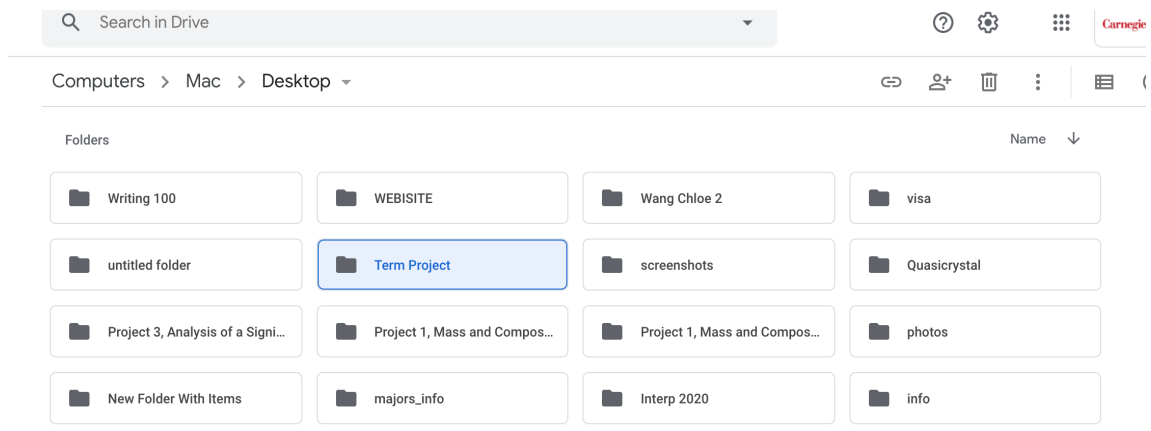 Search in Drive
Carnegie
Computers > Mac > Desktop
Folders Name
Writing 100 WEBISITE Wang Chloe 2 visa
untitled folder Term Project screenshots Quasicrystal
Project 3, Analysis of a Signi... Project 1, Mass and Compos... Project 1, Mass and Compos... photos
New Folder With Items majors_info Interp 2020 info